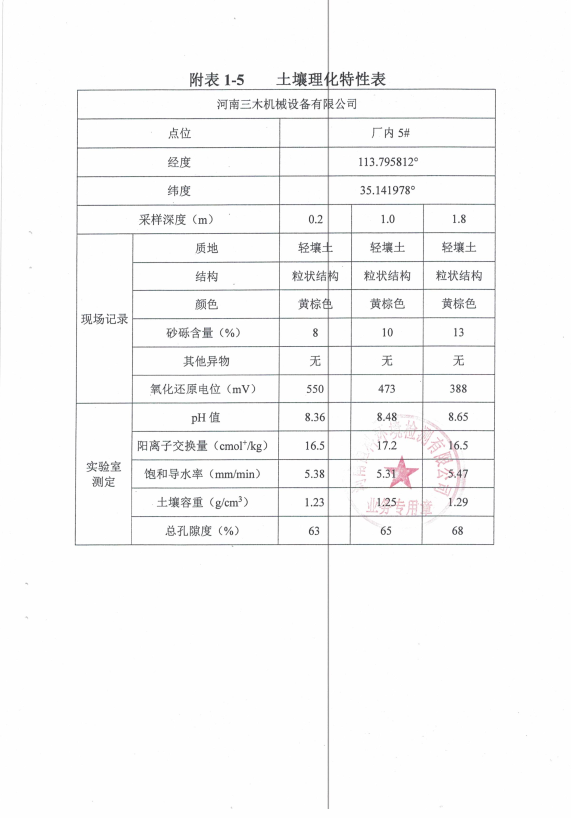 附表 1-5 土壤理化特性表
河南三木机械设备有限公司
点位 厂内 5#
经度 113.795812°
纬度 35.141978°
采样深度（m） 0.2 1.0 1.8
现场记录
质地 轻壤土 轻壤土 轻壤土
结构 粒状结构 粒状结构 粒状结构
颜色 黄棕色 黄棕色 黄棕色
砂砾含量（%） 8 10 13
其他异物 无 无 无
氧化还原电位（mV） 550 473 388
实验室
测定
pH 值 8.36 8.48 8.65
阳离子交换量（cmol⁺/kg） 16.5 17.2 16.5
饱和导水率（mm/min） 5.38 5.31 5.47
土壤容重（g/cm³） 1.23 1.25 1.29
总孔隙度（%） 63 65 68
环境检测有限公司
业务专用章